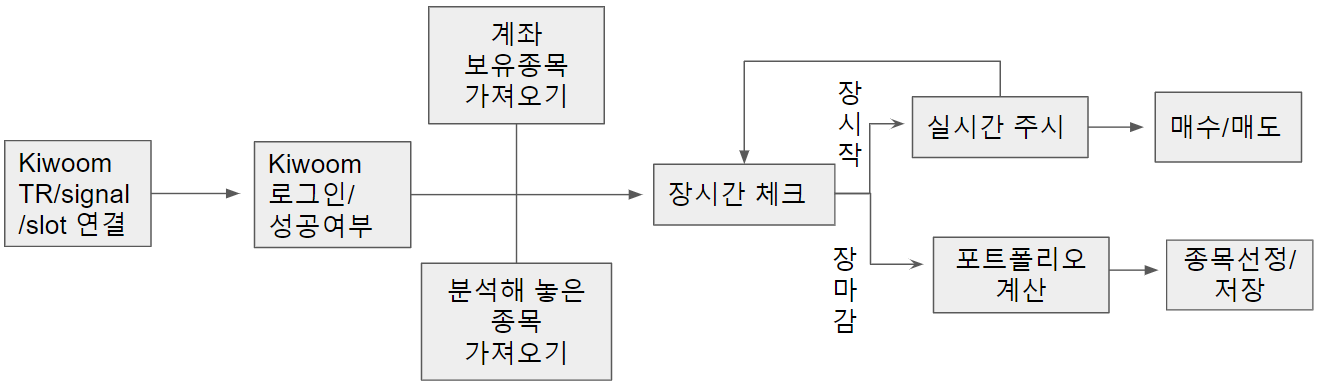 Kiwoom
TR/signal
/slot 연결
Kiwoom
로그인/
성공여부
계좌
보유종목
가져오기
분석해 놓은
종목
가져오기
장시간 체크
장
시
작
실시간 주시
매수/매도
장
마
감
포트폴리오
계산
종목선정/
저장